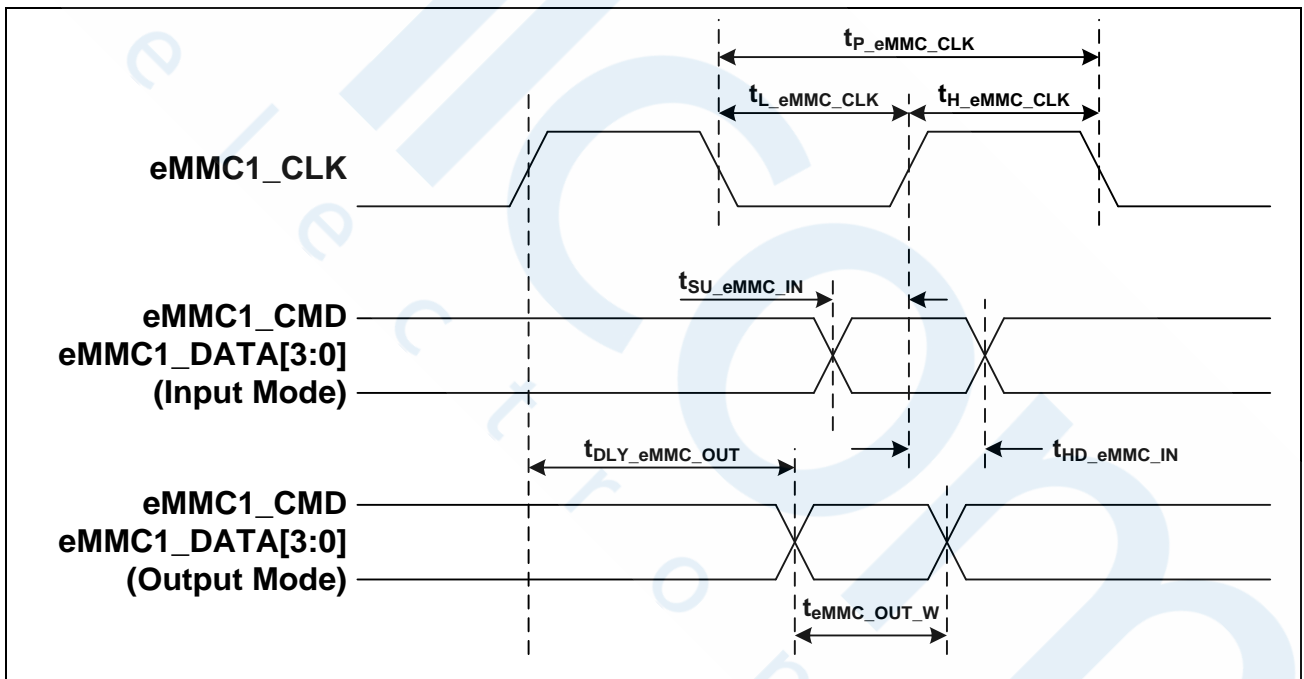 tP_eMMC_CLK
tL_eMMC_CLK
tH_eMMC_CLK
eMMC1_CLK
tSU_eMMC_IN
eMMC1_CMD
eMMC1_DATA[3:0]
(Input Mode)
tDLY_eMMC_OUT
tHD_eMMC_IN
eMMC1_CMD
eMMC1_DATA[3:0]
(Output Mode)
teMMC_OUT_W